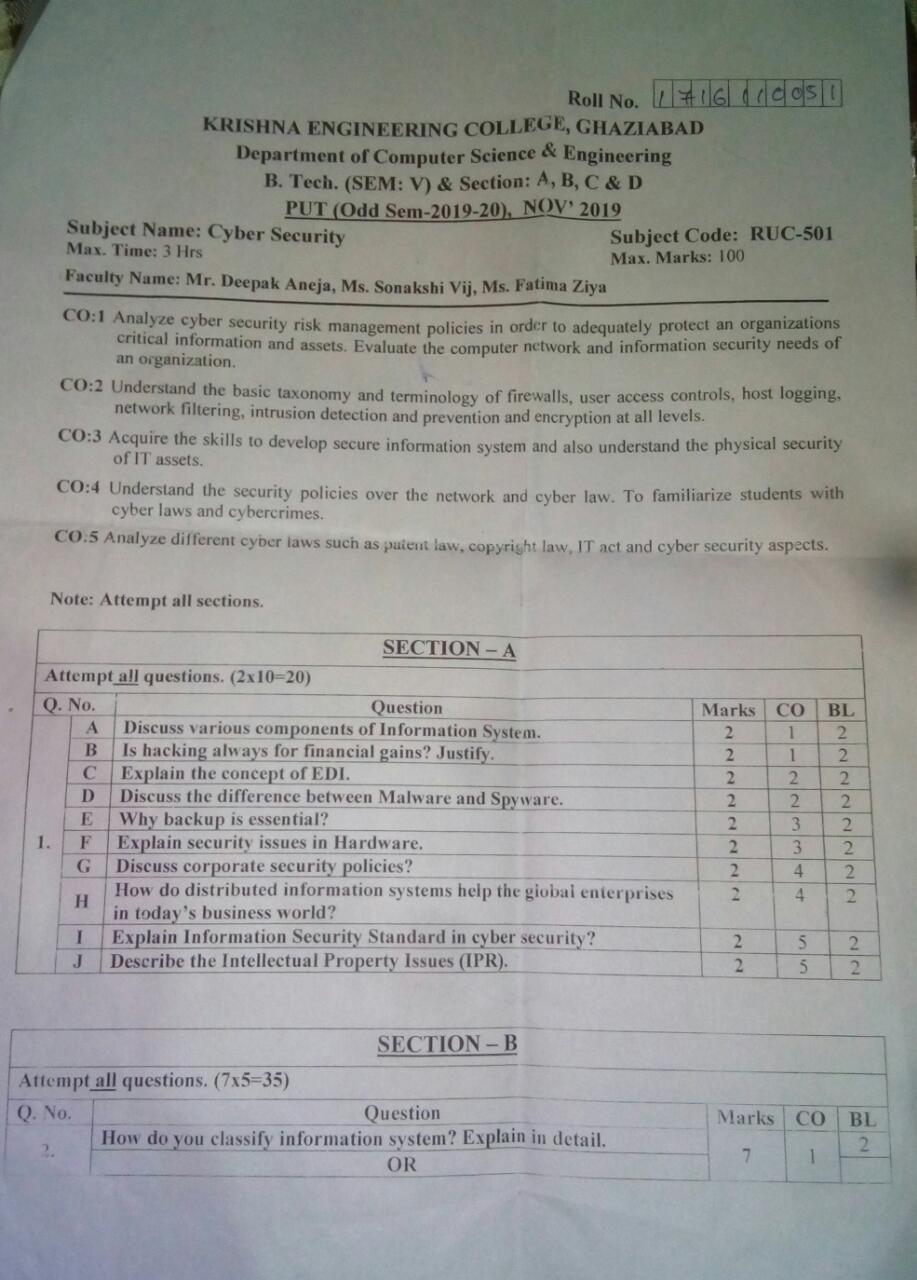 Roll No. 1716110051
KRISHNA ENGINEERING COLLEGE, GHAZIABAD
Department of Computer Science & Engineering
B. Tech. (SEM: V) & Section: A, B, C & D
PUT (Odd Sem-2019-20), NOV' 2019
Subject Name: Cyber Security Subject Code: RUC-501
Max. Time: 3 Hrs Max. Marks: 100
Faculty Name: Mr. Deepak Aneja, Ms. Sonakshi Vij, Ms. Fatima Ziya
CO:1 Analyze cyber security risk management policies in order to adequately protect an organizations
critical information and assets. Evaluate the computer network and information security needs of
an organization.
CO:2 Understand the basic taxonomy and terminology of firewalls, user access controls, host logging,
network filtering, intrusion detection and prevention and encryption at all levels.
CO:3 Acquire the skills to develop secure information system and also understand the physical security
of IT assets.
CO:4 Understand the security policies over the network and cyber law. To familiarize students with
cyber laws and cybercrimes.
CO:5 Analyze different cyber laws such as patent law, copyright law, IT act and cyber security aspects.
Note: Attempt all sections.
SECTION – A
Attempt all questions. (2x10=20)
Q. No. Question Marks CO BL
A Discuss various components of Information System. 2 1 2
B Is hacking always for financial gains? Justify. 2 1 2
C Explain the concept of EDI. 2 2 2
D Discuss the difference between Malware and Spyware. 2 2 2
E Why backup is essential? 2 3 2
1. F Explain security issues in Hardware. 2 3 2
G Discuss corporate security policies? 2 4 2
H How do distributed information systems help the global enterprises 2 4 2
in today's business world?
I Explain Information Security Standard in cyber security? 2 5 2
J Describe the Intellectual Property Issues (IPR). 2 5 2
SECTION – B
Attempt all questions. (7x5=35)
Q. No. Question Marks CO BL
2. How do you classify information system? Explain in detail. 7 1 2
OR